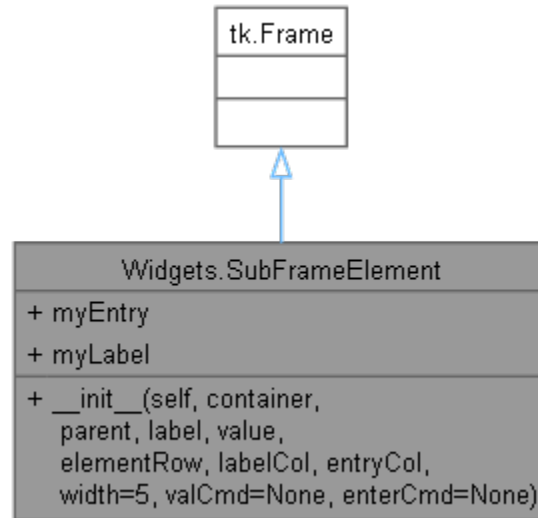 tk.Frame
Widgets.SubFrameElement
+ myEntry
+ myLabel
+ __init__(self, container,
parent, label, value,
elementRow, labelCol, entryCol,
width=5, valCmd=None, enterCmd=None)